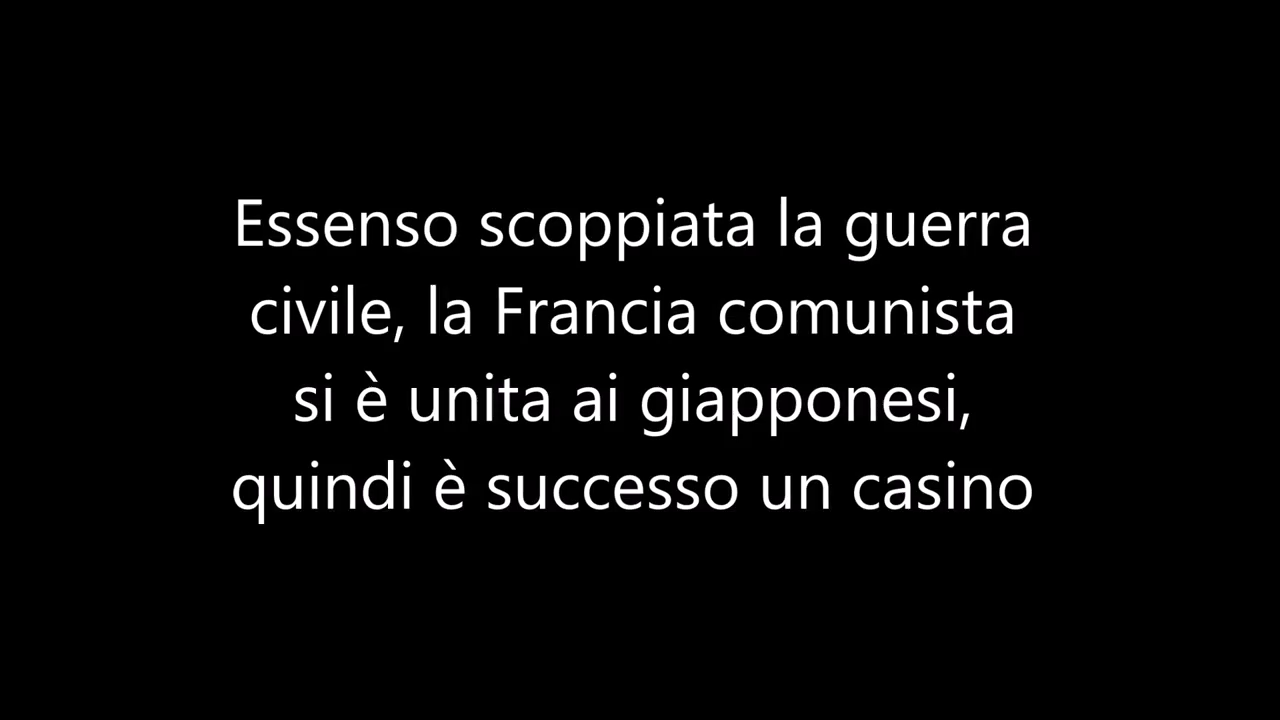 Essenso scoppiata la guerra
civile, la Francia comunista
si è unita ai giapponesi,
quindi è successo un casino